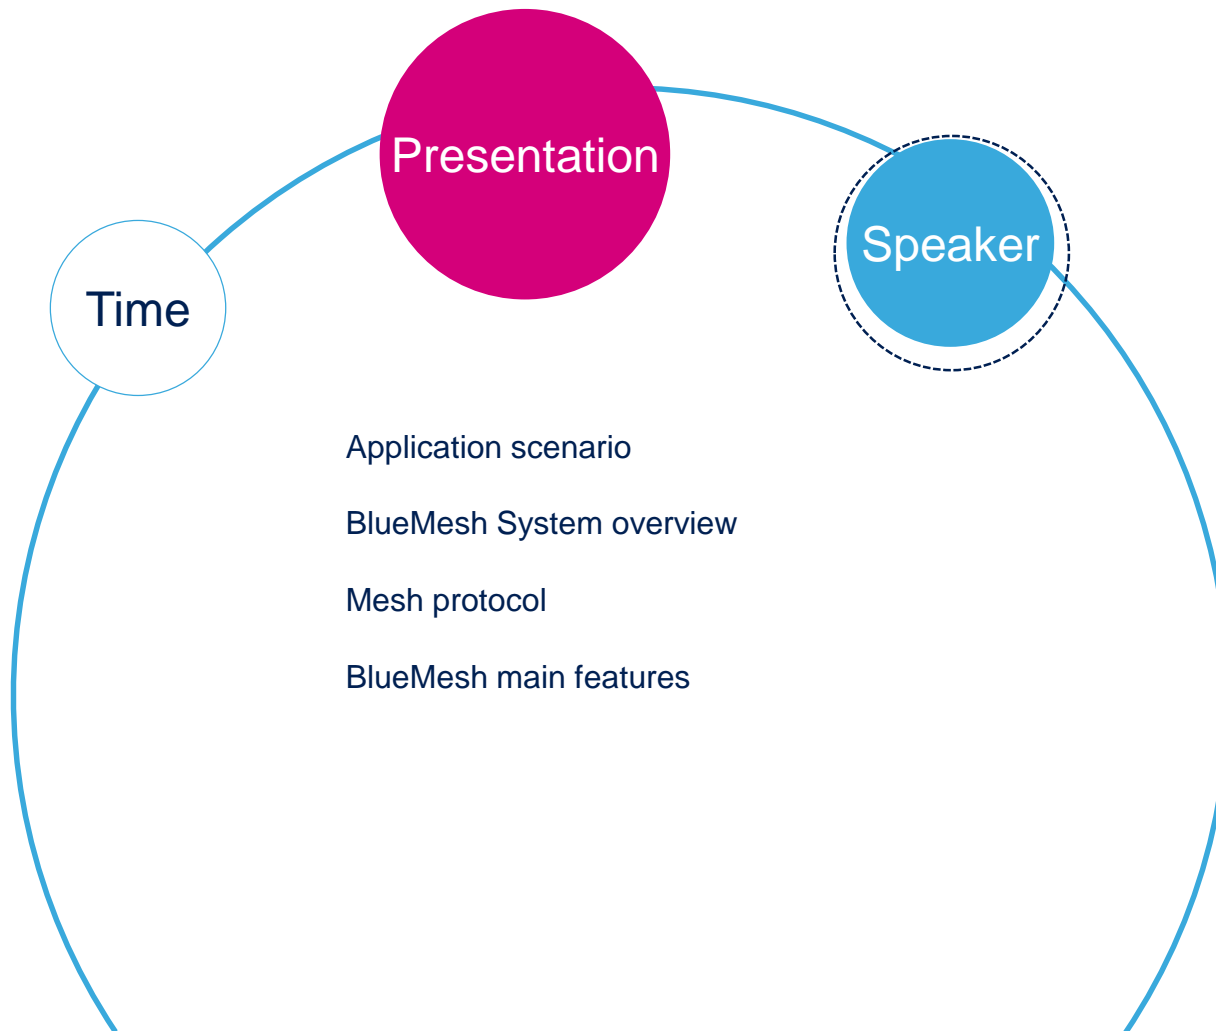 Time
Presentation
Speaker
Application scenario
BlueMesh System overview
Mesh protocol
BlueMesh main features